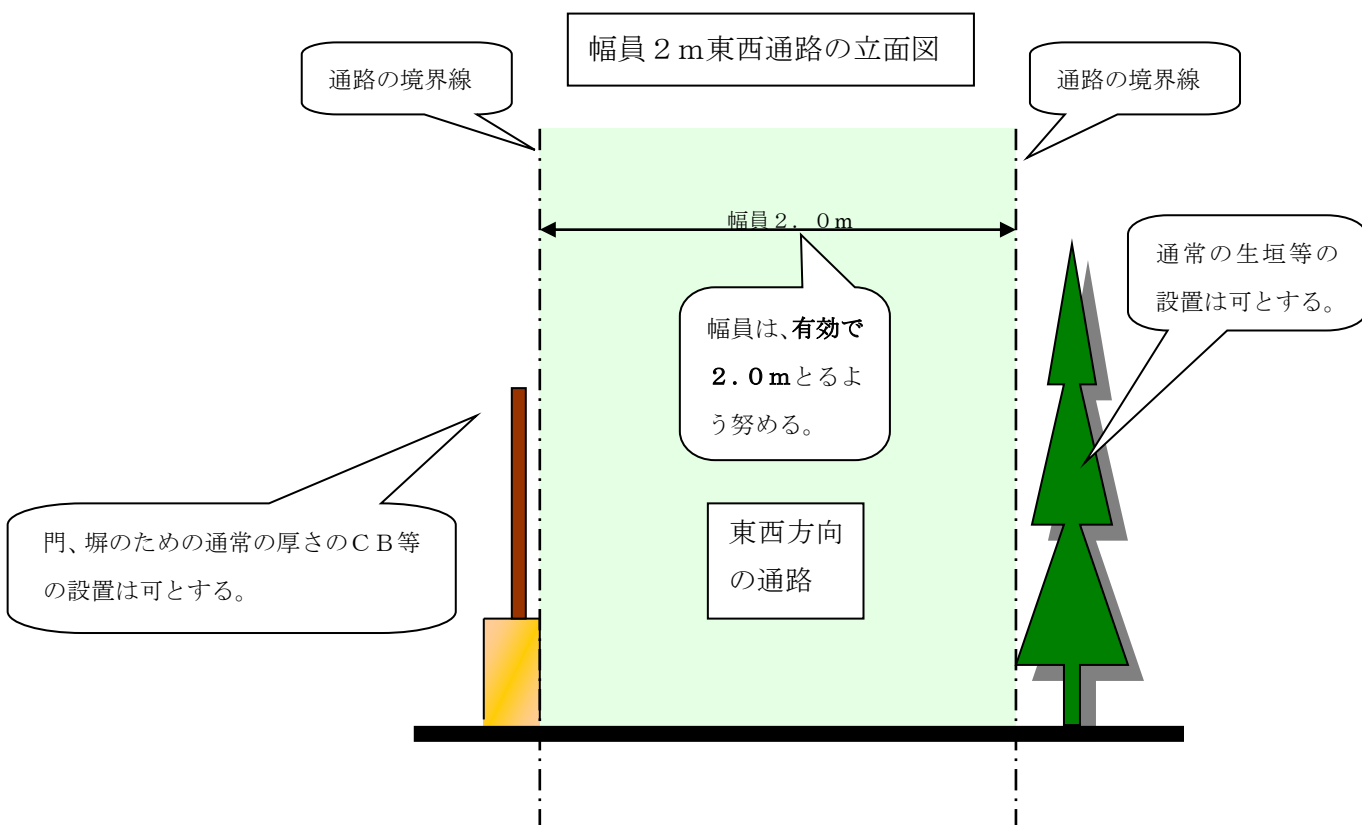 幅員２ｍ東西通路の立面図
通路の境界線
通路の境界線
幅員２．０ｍ
通常の生垣等の
設置は可とする。
幅員は、有効で
２.０ｍとるよ
う努める。
門、塀のための通常の厚さのＣＢ等
の設置は可とする。
東西方向
の通路